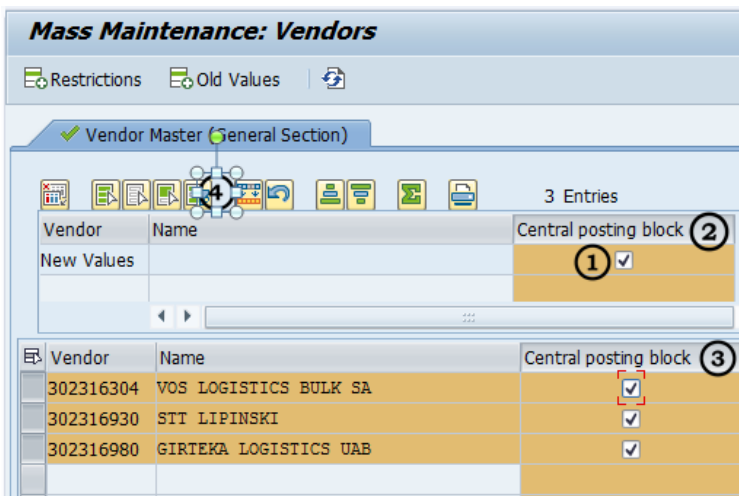 Mass Maintenance: Vendors
Restrictions Old Values
Vendor Master (General Section)
4 3 Entries
Vendor Name Central posting block 2
New Values 1
Vendor Name Central posting block 3
302316304 VOS LOGISTICS BULK SA
302316930 STT LIPINSKI
302316980 GIRTEKA LOGISTICS UAB